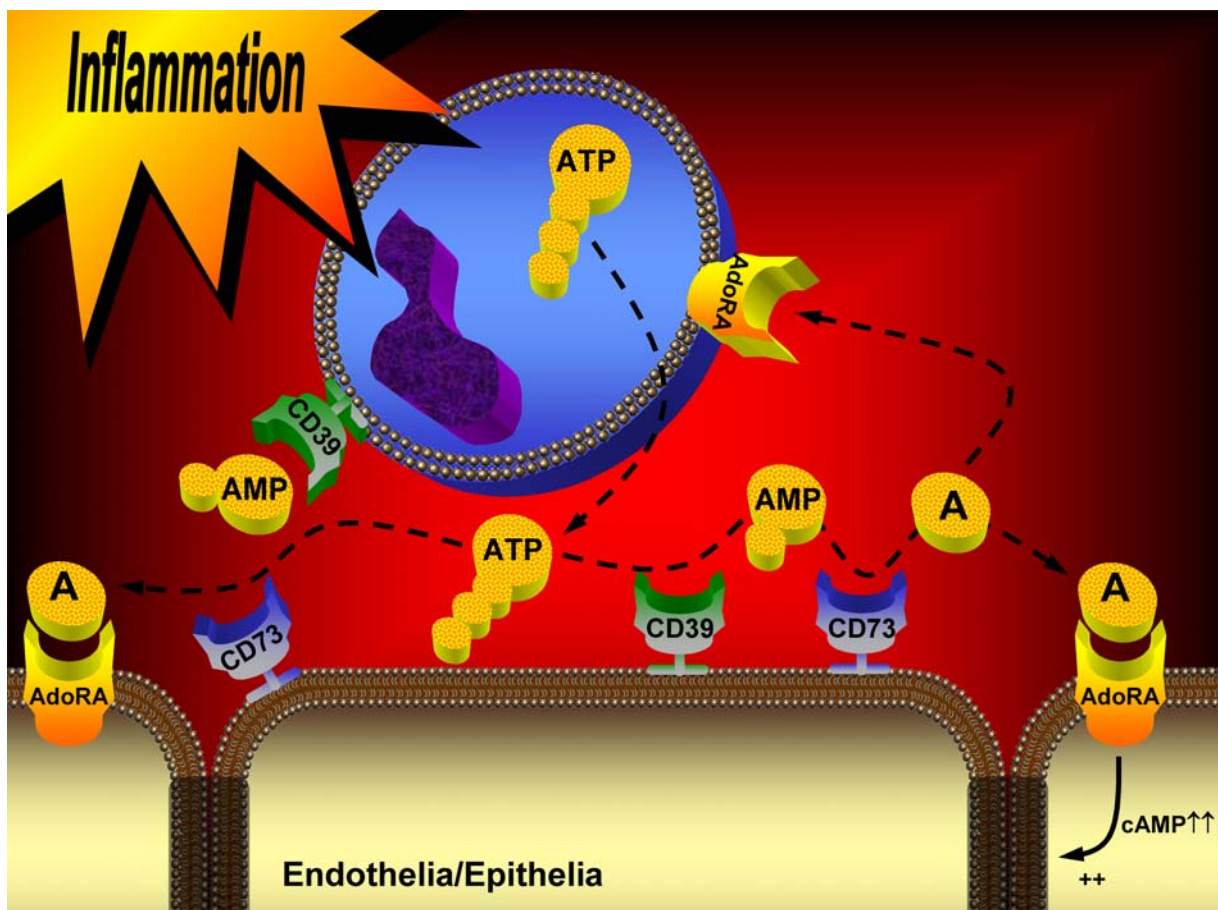 Inflammation
ATP
AdoRA
CD39
AMP
ATP
AMP
A
A
CD73
CD39
CD73
A
AdoRA
AdoRA
cAMP↑↑
++
Endothelia/Epithelia